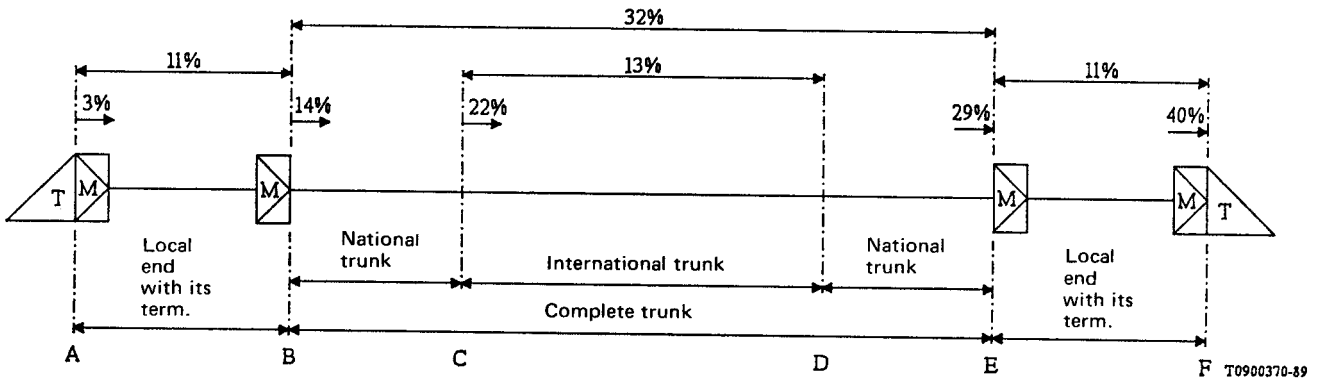 32%
11%
13%
11%
3%
14%
22%
29%
40%
T M
M
M
M T
Local
end
with its
term.
National
trunk
International trunk
National
trunk
Local
end
with its
term.
Complete trunk
A B C D E F
T0900370-89